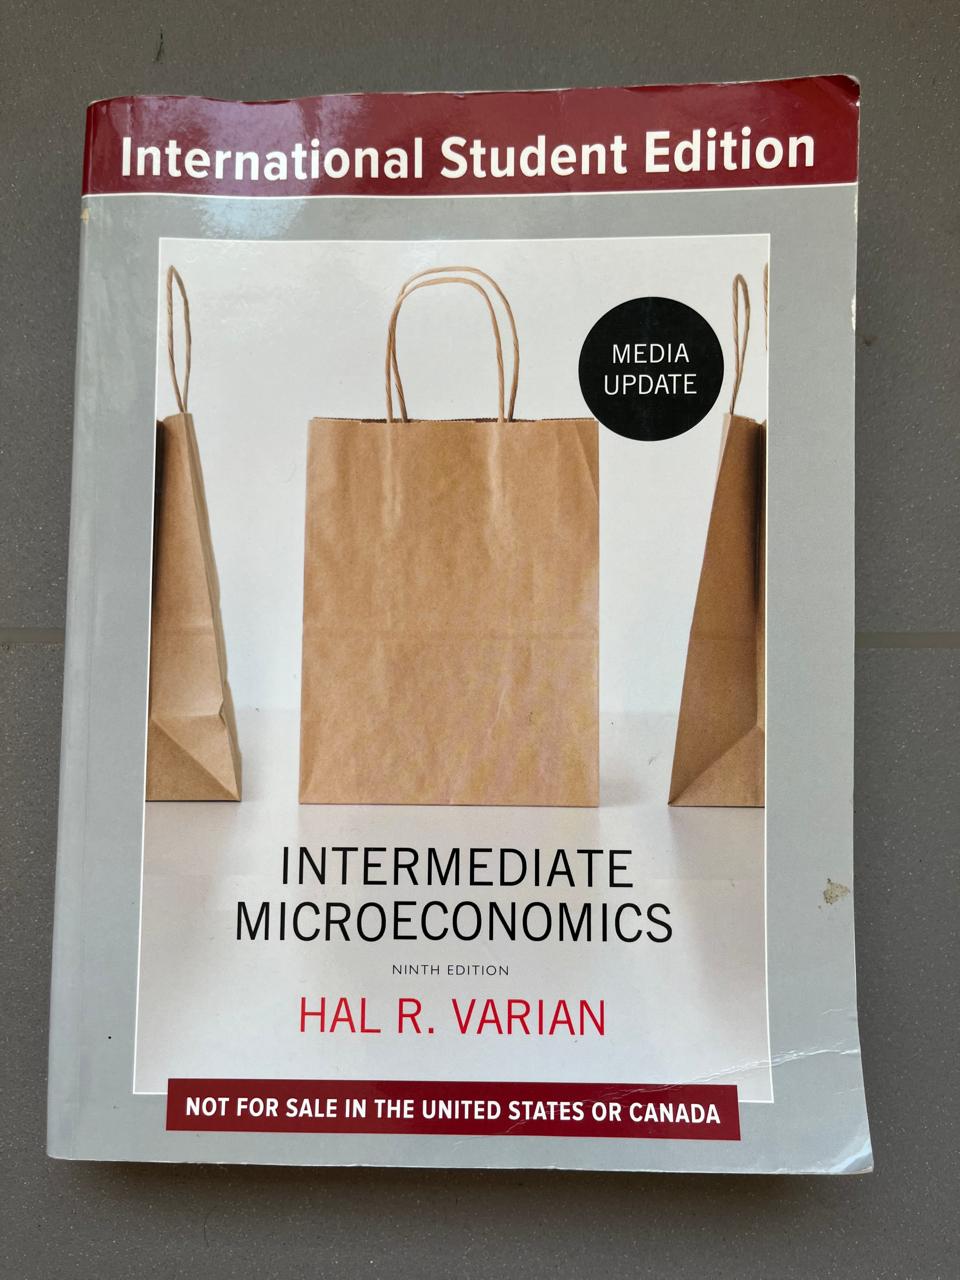 International Student Edition
MEDIA
UPDATE
INTERMEDIATE
MICROECONOMICS
NINTH EDITION
HAL R. VARIAN
NOT FOR SALE IN THE UNITED STATES OR CANADA